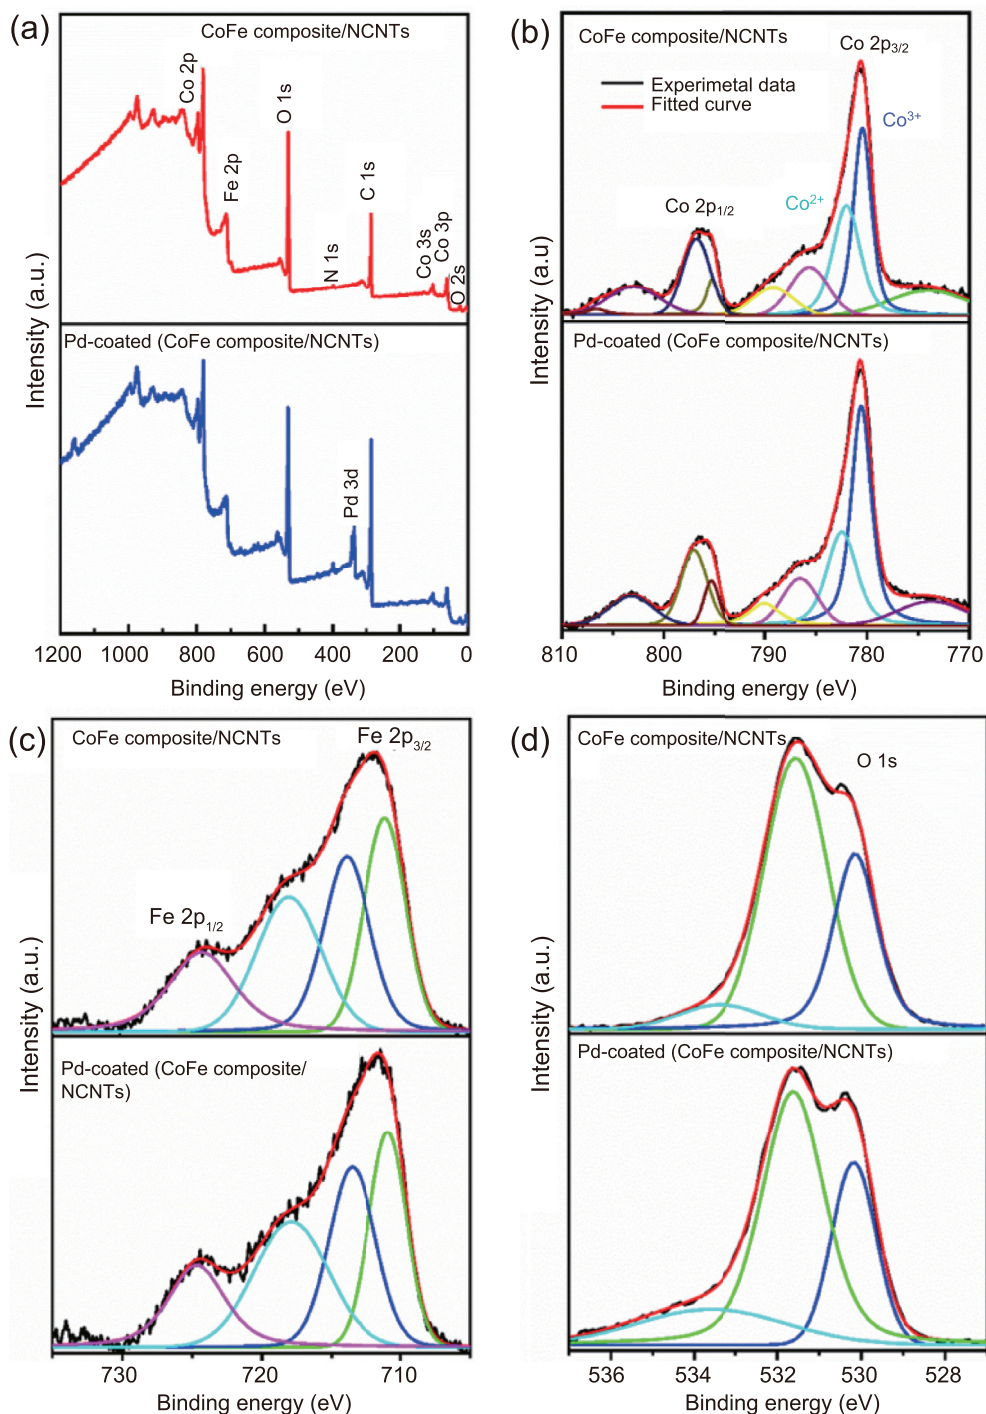 (a)
CoFe composite/NCNTs
Co 2p
Fe 2p
O 1s
N 1s
C 1s
Co 3s
Co 3p
O 2s
Pd-coated (CoFe composite/NCNTs)
Pd 3d
Intensity (a.u.)
1200 1000 800 600 400 200 0
Binding energy (eV)
(b)
CoFe composite/NCNTs
Co 2p3/2
Experimetal data
Fitted curve
Co3+
Co 2p1/2
Co2+
Pd-coated (CoFe composite/NCNTs)
Intensity (a.u.)
810 800 790 780 770
Binding energy (eV)
(c)
CoFe composite/NCNTs
Fe 2p3/2
Fe 2p1/2
Pd-coated (CoFe composite/
NCNTs)
Intensity (a.u.)
730 720 710
Binding energy (eV)
(d)
CoFe composite/NCNTs
O 1s
Pd-coated (CoFe composite/NCNTs)
Intensity (a.u.)
536 534 532 530 528
Binding energy (eV)